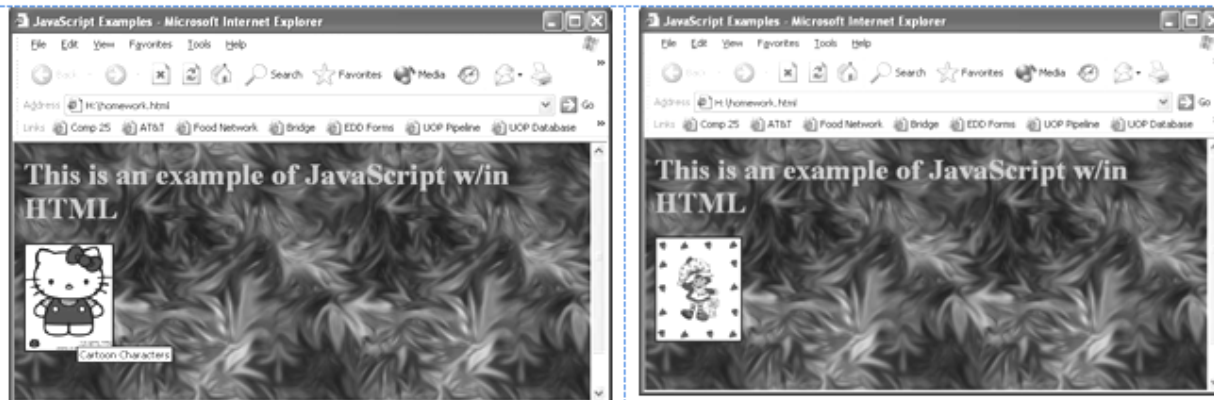 JavaScript Examples - Microsoft Internet Explorer
File Edit View Favorites Tools Help
Back Search Favorites Media
Address H:\homework.html Go
Links Comp 25 AT&T Food Network Bridge EDD Forms UOP Pipeline UOP Database
This is an example of JavaScript w/in
HTML
Cartoon Characters
JavaScript Examples - Microsoft Internet Explorer
File Edit View Favorites Tools Help
Search Favorites Media
Address H:\homework.html Go
Links Comp 25 AT&T Food Network Bridge EDD Forms UOP Pipeline UOP Database
This is an example of JavaScript w/in
HTML